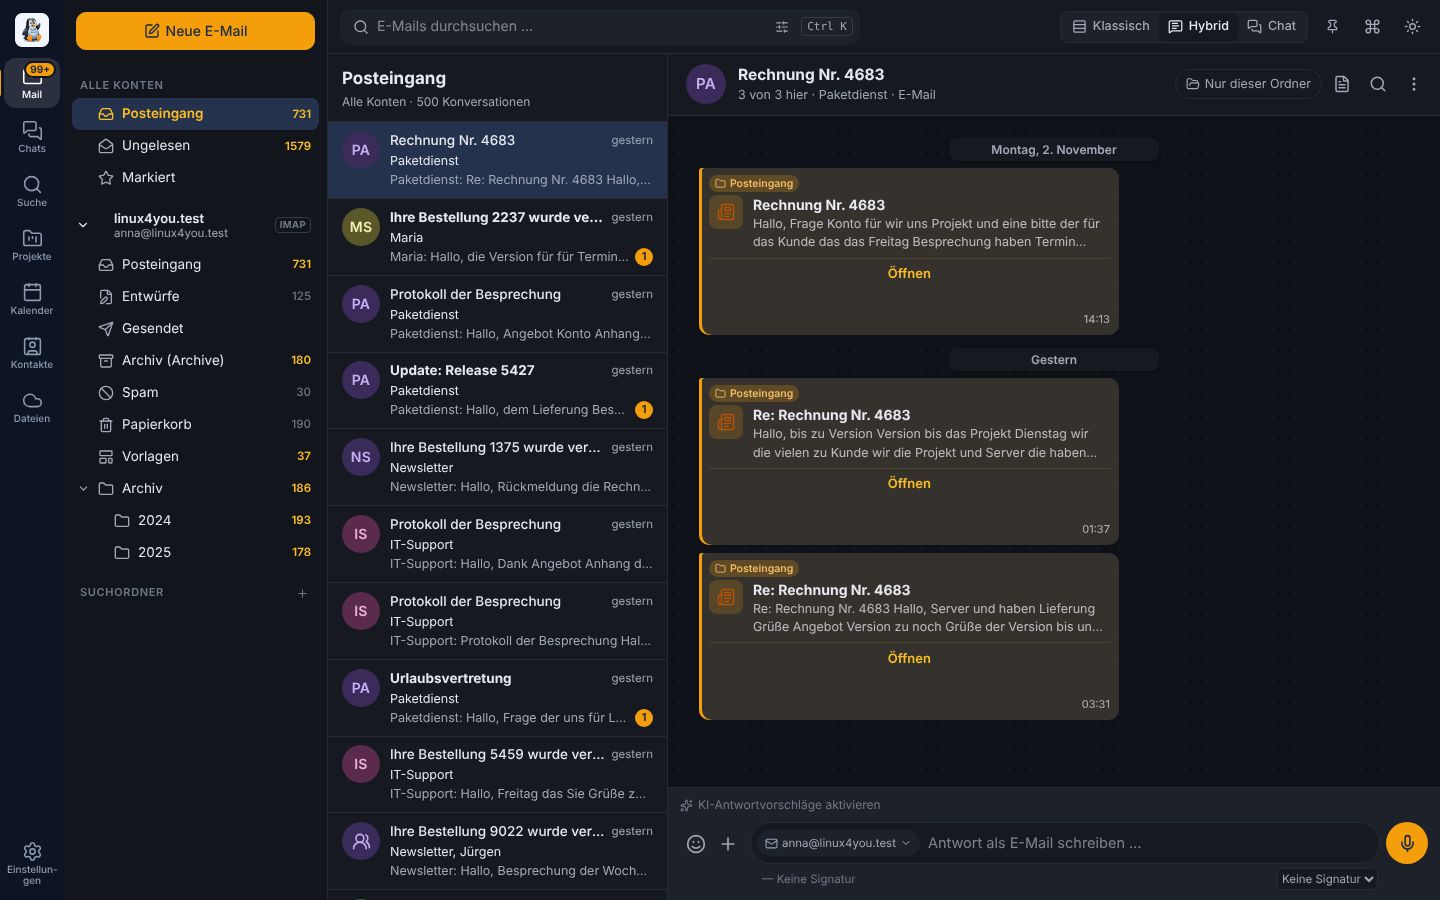 Neue E-Mail
E-Mails durchsuchen ...
Ctrl K
Klassisch
Hybrid
Chat
99+
Mail
Chats
Suche
Projekte
Kalender
Kontakte
Dateien
Einstellun-
gen
ALLE KONTEN
Posteingang 731
Ungelesen 1579
Markiert
linux4you.test
anna@linux4you.test
IMAP
Posteingang 731
Entwürfe 125
Gesendet
Archiv (Archive) 180
Spam 30
Papierkorb 190
Vorlagen 37
Archiv 186
2024 193
2025 178
SUCHORDNER +
Posteingang
Alle Konten · 500 Konversationen
PA
Rechnung Nr. 4683 gestern
Paketdienst
Paketdienst: Re: Rechnung Nr. 4683 Hallo,...
MS
Ihre Bestellung 2237 wurde ve... gestern
Maria
Maria: Hallo, die Version für für Termin... 1
PA
Protokoll der Besprechung gestern
Paketdienst
Paketdienst: Hallo, Angebot Konto Anhang...
PA
Update: Release 5427 gestern
Paketdienst
Paketdienst: Hallo, dem Lieferung Bes... 1
NS
Ihre Bestellung 1375 wurde ver... gestern
Newsletter
Newsletter: Hallo, Rückmeldung die Rechn...
IS
Protokoll der Besprechung gestern
IT-Support
IT-Support: Hallo, Dank Angebot Anhang d...
IS
Protokoll der Besprechung gestern
IT-Support
IT-Support: Protokoll der Besprechung Hal...
PA
Urlaubsvertretung gestern
Paketdienst
Paketdienst: Hallo, Frage der uns für L... 1
IS
Ihre Bestellung 5459 wurde ver... gestern
IT-Support
IT-Support: Hallo, Freitag das Sie Grüße z...
Ihre Bestellung 9022 wurde ver... gestern
Newsletter, Jürgen
Newsletter: Hallo, Besprechung der Woch...
PA
Rechnung Nr. 4683
3 von 3 hier · Paketdienst · E-Mail
Nur dieser Ordner
Montag, 2. November
Posteingang
Rechnung Nr. 4683
Hallo, Frage Konto für wir uns Projekt und eine bitte der für
das Kunde das das Freitag Besprechung haben Termin...
Öffnen
14:13
Gestern
Posteingang
Re: Rechnung Nr. 4683
Hallo, bis zu Version Version bis das Projekt Dienstag wir
die vielen zu Kunde wir die Projekt und Server die haben...
Öffnen
01:37
Posteingang
Re: Rechnung Nr. 4683
Re: Rechnung Nr. 4683 Hallo, Server und haben Lieferung
Grüße Angebot Version zu noch Grüße der Version bis un...
Öffnen
03:31
KI-Antwortvorschläge aktivieren
anna@linux4you.test
Antwort als E-Mail schreiben ...
— Keine Signatur
Keine Signatur